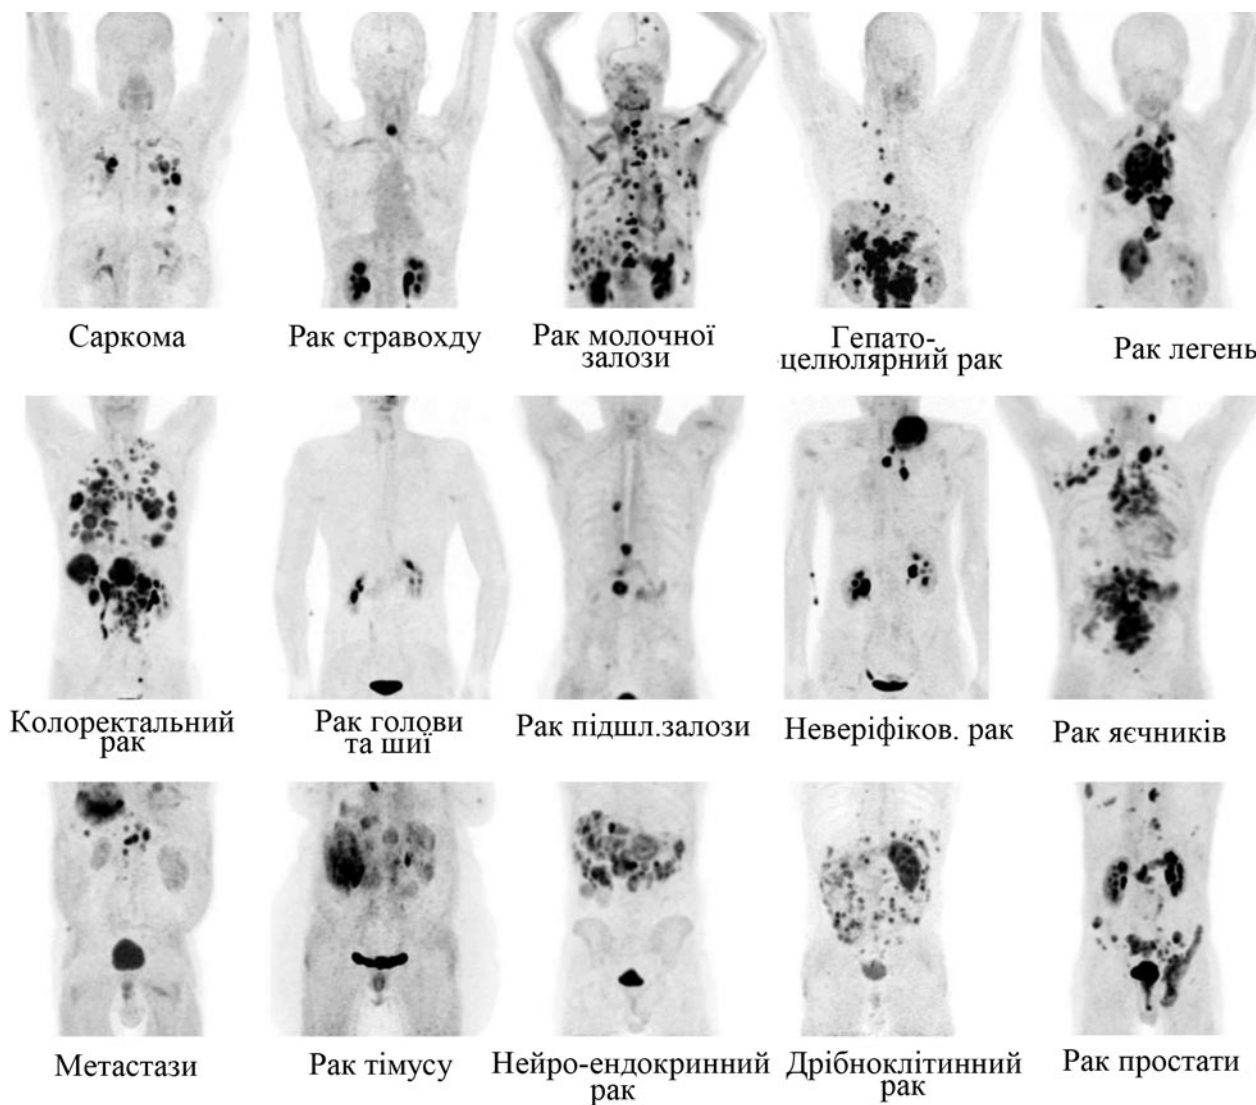 Саркома
Рак стравохду
Рак молочної
залози
Гепато-
целюлярний рак
Рак легень
Колоректальний
рак
Рак голови
та шиї
Рак підшл.залози
Неверіфіков. рак
Рак яєчників
Метастази
Рак тімусу
Нейро-ендокринний
рак
Дрібноклітинний
рак
Рак простати